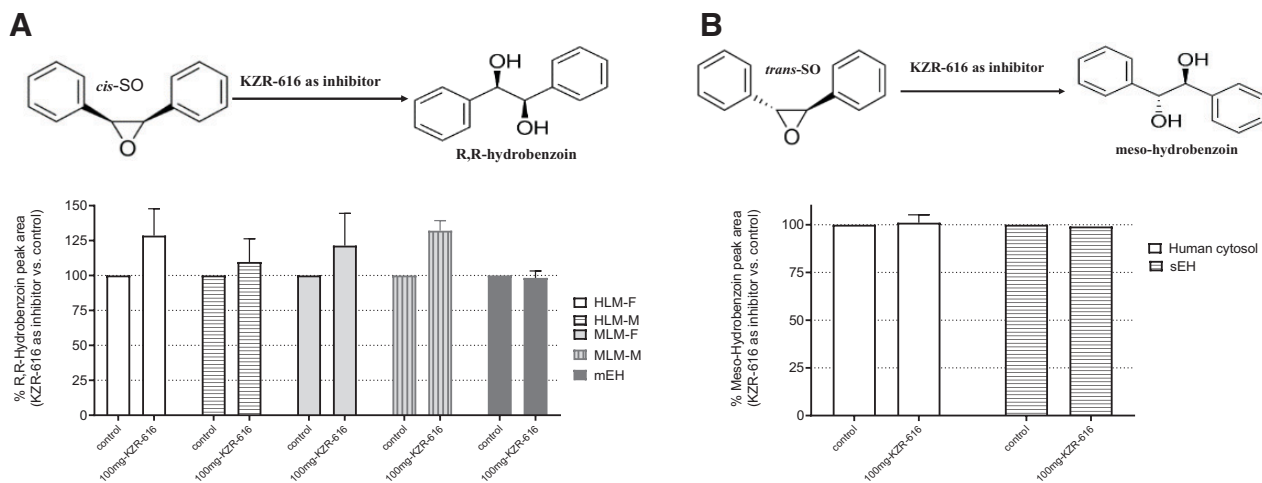 A
cis-SO
KZR-616 as inhibitor
O
OH
OH
R,R-hydrobenzoin
% R,R-Hydrobenzoin peak area
(KZR-616 as inhibitor vs. control)
150
125
100
75
50
25
0
control
100mg-KZR-616
control
100mg-KZR-616
control
100mg-KZR-616
control
100mg-KZR-616
control
100mg-KZR-616
HLM-F
HLM-M
MLM-F
MLM-M
mEH
B
trans-SO
KZR-616 as inhibitor
O
OH
OH
meso-hydrobenzoin
% Meso-Hydrobenzoin peak area
(KZR-616 as inhibitor vs. control)
100
75
50
25
0
control
100mg-KZR-616
control
100mg-KZR-616
Human cytosol
sEH